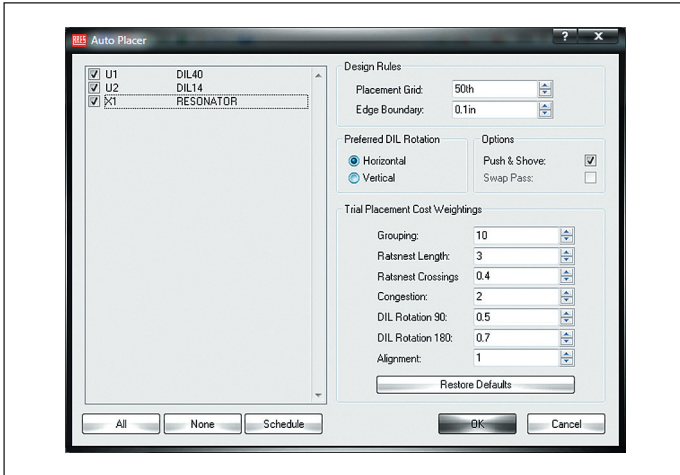 ARES Auto Placer
? X
U1 DIL40
U2 DIL14
X1 RESONATOR
All None Schedule
Design Rules
Placement Grid: 50th
Edge Boundary: 0.1in
Preferred DIL Rotation
Horizontal
Vertical
Options
Push & Shove:
Swap Pass:
Trial Placement Cost Weightings
Grouping: 10
Ratsnest Length: 3
Ratsnest Crossings 0.4
Congestion: 2
DIL Rotation 90: 0.5
DIL Rotation 180: 0.7
Alignment: 1
Restore Defaults
OK Cancel